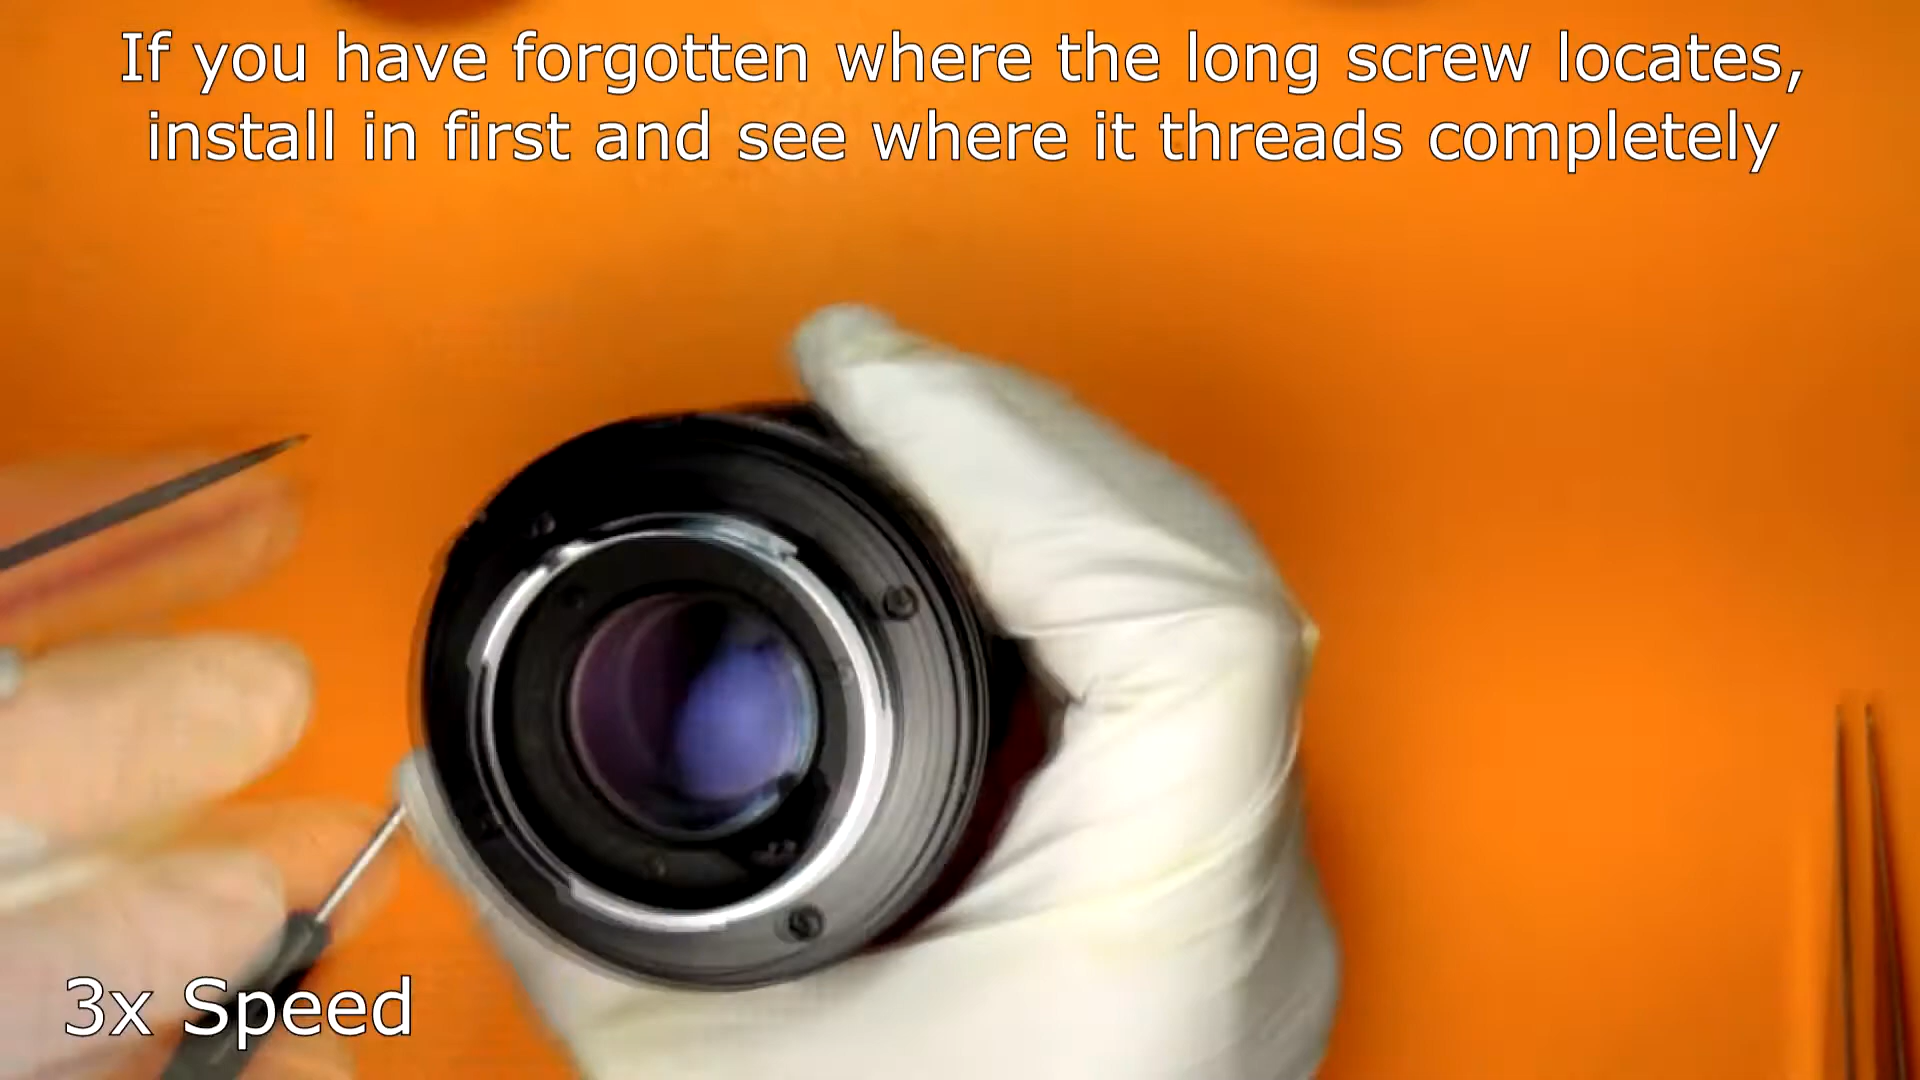 If you have forgotten where the long screw locates,
install in first and see where it threads completely
3x Speed